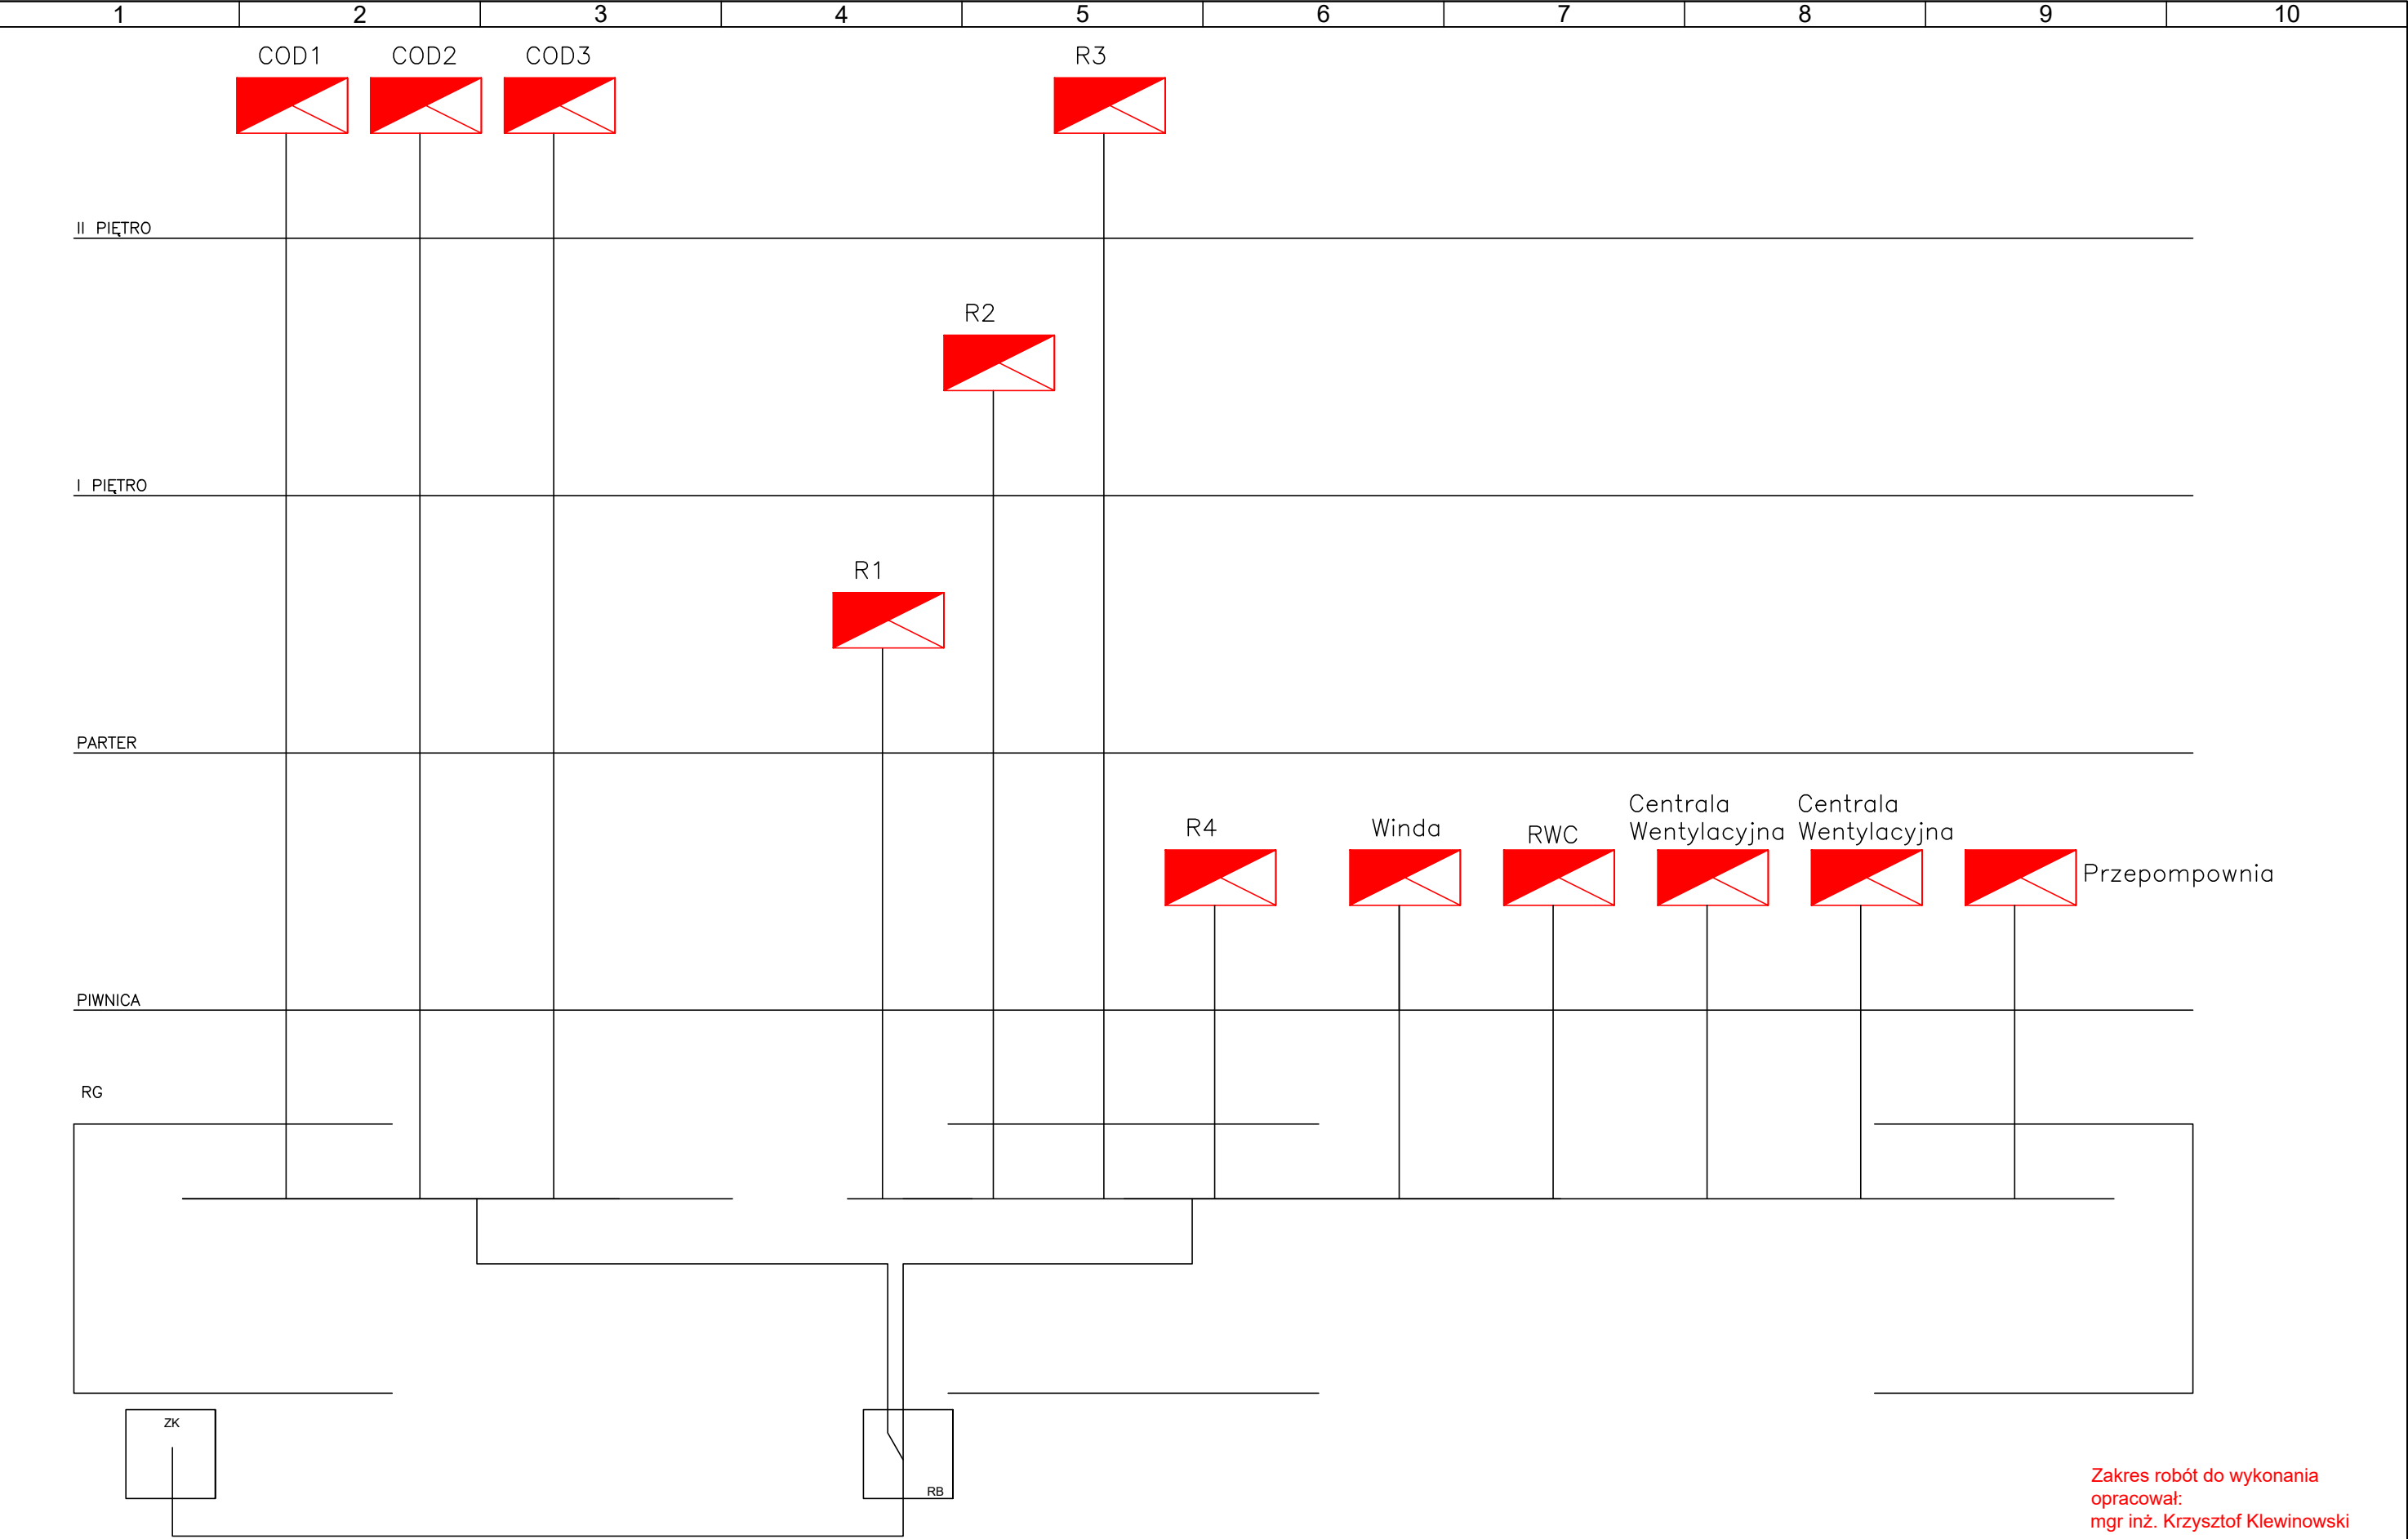 1 2 3 4 5 6 7 8 9 10
COD1 COD2 COD3 R3
II PIĘTRO
R2
I PIĘTRO
R1
PARTER
Centrala Centrala
R4 Winda RWC Wentylacyjna Wentylacyjna
Przepompownia
PIWNICA
RG
ZK
RB
Zakres robót do wykonania
opracował:
mgr inż. Krzysztof Klewinowski